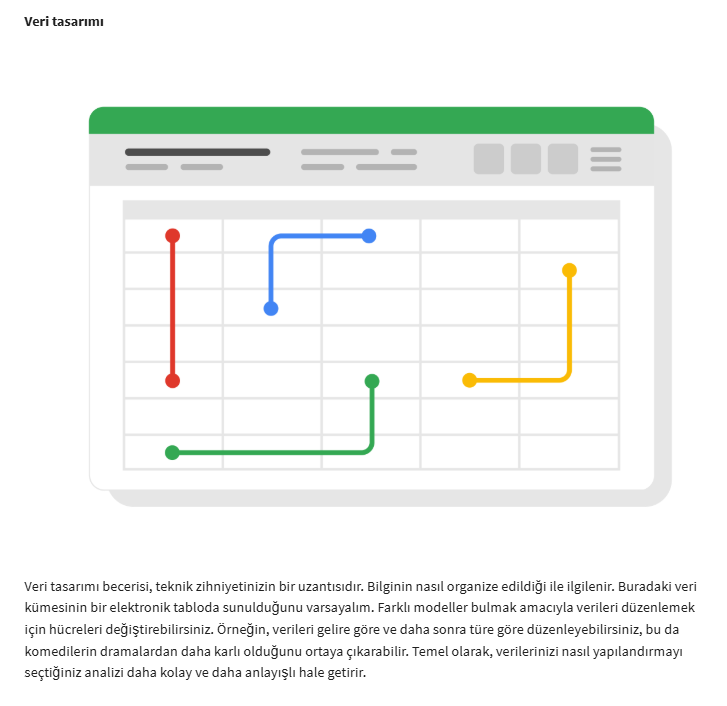 Veri tasarımı
Veri tasarımı becerisi, teknik zihniyetinizin bir uzantısıdır. Bilginin nasıl organize edildiği ile ilgilenir. Buradaki veri
kümesinin bir elektronik tabloda sunulduğunu varsayalım. Farklı modeller bulmak amacıyla verileri düzenlemek
için hücreleri değiştirebilirsiniz. Örneğin, verileri gelire göre ve daha sonra türe göre düzenleyebilirsiniz, bu da
komedilerin dramalardan daha karlı olduğunu ortaya çıkarabilir. Temel olarak, verilerinizi nasıl yapılandırmayı
seçtiğiniz analizi daha kolay ve daha anlayışlı hale getirir.